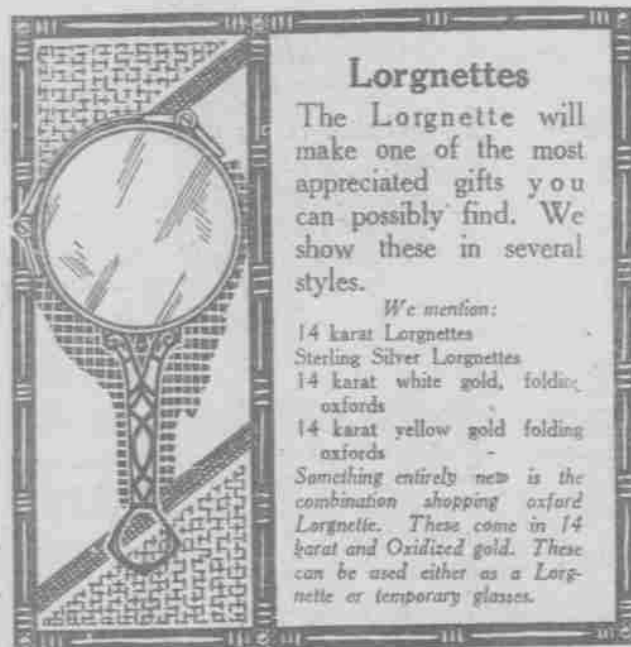 Lorgnettes
The Lorgnette will
make one of the most
appreciated gifts you
can possibly find. We
show these in several
styles.
We mention:
14 karat Lorgnettes
Sterling Silver Lorgnettes
14 karat white gold, folding
oxfords
14 karat yellow gold folding
oxfords
Something entirely new is the
combination shopping oxford
Lorgnette. These come in 14
karat and Oxidized gold. These
can be used either as a Lorg-
nette or temporary glasses.